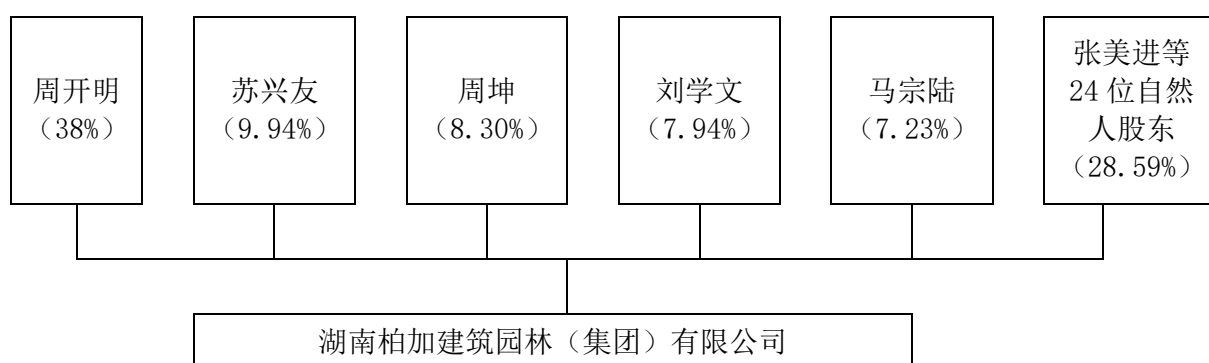 周开明
（38%）
苏兴友
（9.94%）
周坤
（8.30%）
刘学文
（7.94%）
马宗陆
（7.23%）
张美进等
24 位自然
人股东
（28.59%）
湖南柏加建筑园林（集团）有限公司